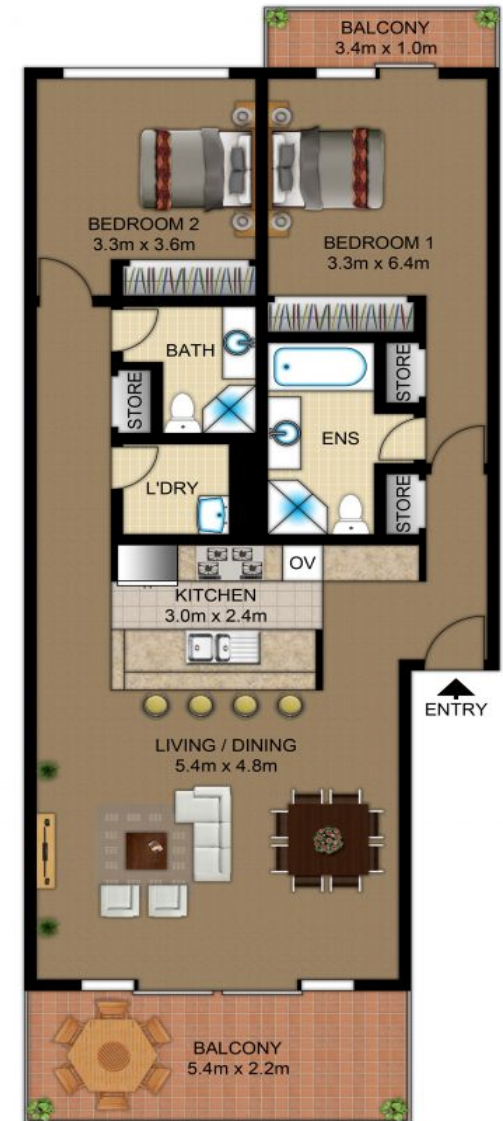 BALCONY
3.4m x 1.0m
BEDROOM 2
3.3m x 3.6m
BEDROOM 1
3.3m x 6.4m
BATH
STORE
STORE
ENS
L'DRY
STORE
OV
KITCHEN
3.0m x 2.4m
ENTRY
LIVING / DINING
5.4m x 4.8m
BALCONY
5.4m x 2.2m